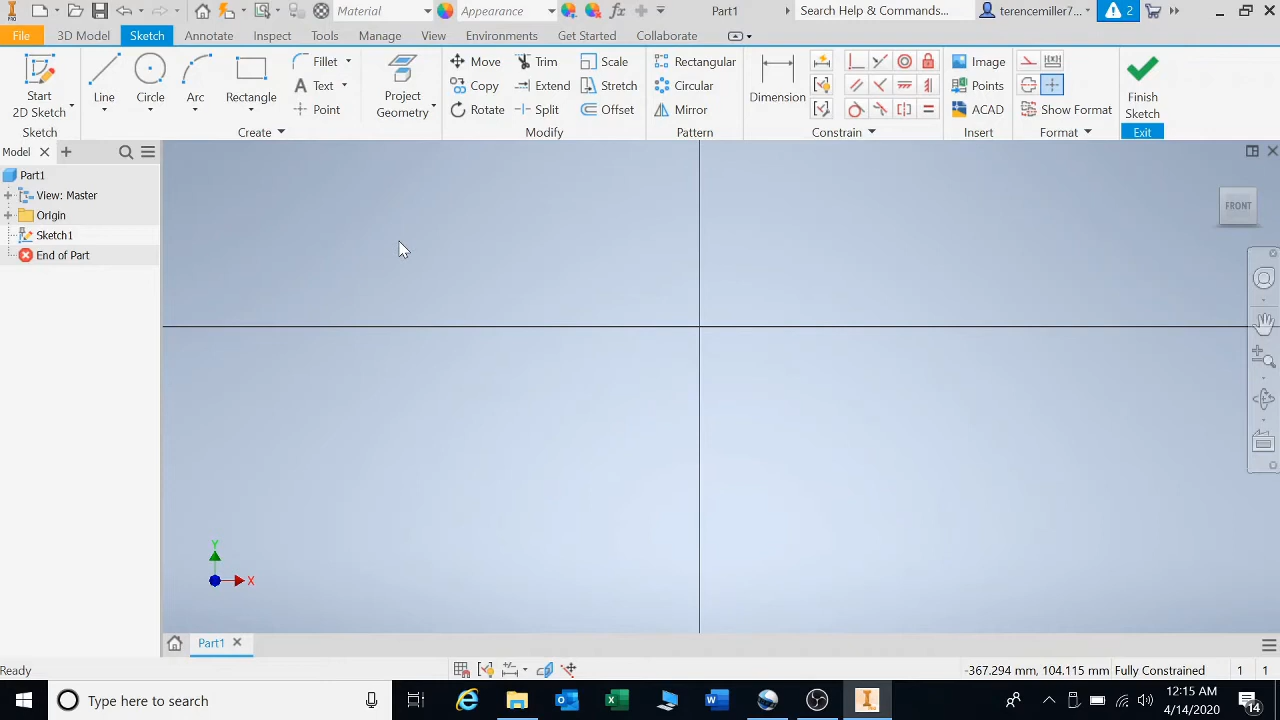 PRO Material Appearance fx Part1 Search Help & Commands... terencemiller7... 2
File 3D Model Sketch Annotate Inspect Tools Manage View Environments Get Started Collaborate
Start
2D Sketch
Line Circle Arc Rectangle
Fillet
Text
Point
Project
Geometry
Move Trim Scale
Copy Extend Stretch
Rotate Split Offset
Rectangular
Circular
Mirror
Dimension
Image
Points
ACAD
Show Format
Finish
Sketch
Sketch Create Modify Pattern Constrain Insert Format Exit
Model
Part1
View: Master
Origin
Sketch1
End of Part
FRONT
Y
X
Part1
Ready -367.294 mm, 104.115 mm Fully Constrained 1 1
Type here to search
12:15 AM
4/14/2020
14